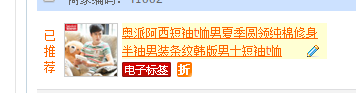 已推荐
奥派阿西短袖t恤男夏季圆领纯棉修身
半袖男装条纹韩版男士短袖t恤
电子标签 折